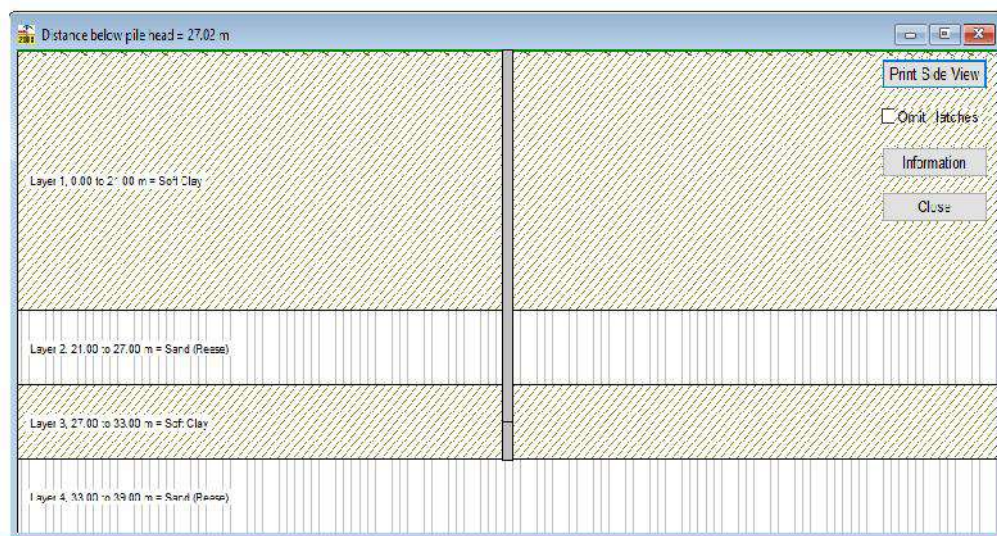 Distance below pile head = 27.02 m
Print Side View
Omit Hatches
Layer 1, 0.00 to 21.00 m = Soft Clay
Information
Close
Layer 2, 21.00 to 27.00 m = Sand (Reese)
Layer 3, 27.00 to 33.00 m = Soft Clay
Layer 4, 33.00 to 39.00 m = Sand (Reese)